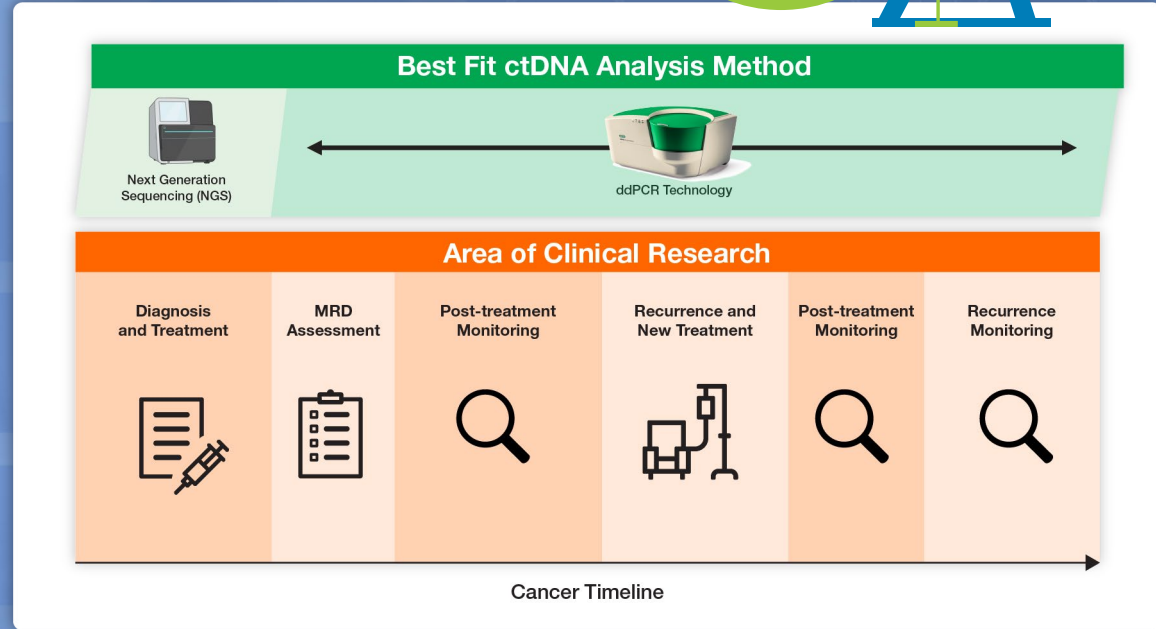 Best Fit ctDNA Analysis Method
Next Generation
Sequencing (NGS)
ddPCR Technology
Area of Clinical Research
Diagnosis
and Treatment
MRD
Assessment
Post-treatment
Monitoring
Recurrence and
New Treatment
Post-treatment
Monitoring
Recurrence
Monitoring
Cancer Timeline